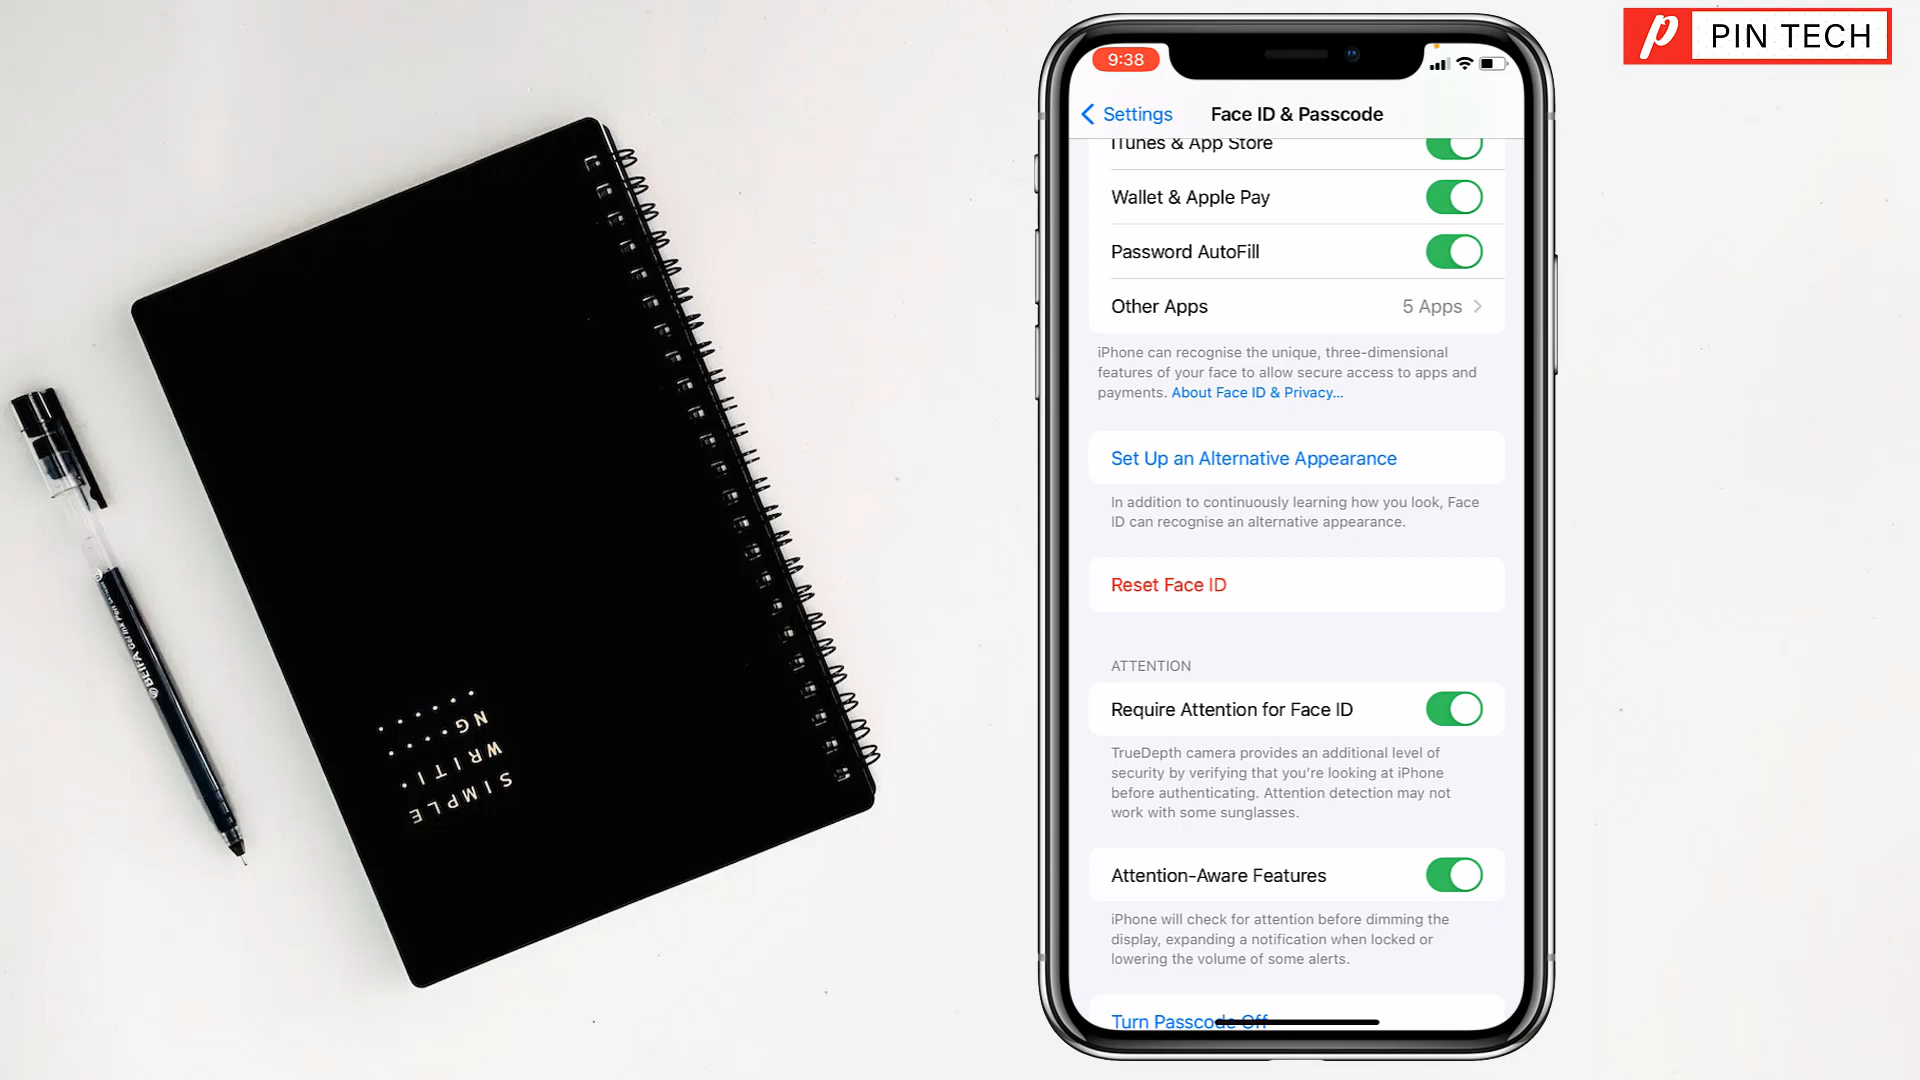 PIN TECH
9:38
Settings
Face ID & Passcode
iTunes & App Store
Wallet & Apple Pay
Password AutoFill
Other Apps
5 Apps
iPhone can recognise the unique, three-dimensional
features of your face to allow secure access to apps and
payments. About Face ID & Privacy...
Set Up an Alternative Appearance
In addition to continuously learning how you look, Face
ID can recognise an alternative appearance.
Reset Face ID
ATTENTION
Require Attention for Face ID
TrueDepth camera provides an additional level of
security by verifying that you're looking at iPhone
before authenticating. Attention detection may not
work with some sunglasses.
Attention-Aware Features
iPhone will check for attention before dimming the
display, expanding a notification when locked or
lowering the volume of some alerts.
Turn Passcode Off
SIMPLE
WRITI
NG
BEIFA Gel Ink Pen